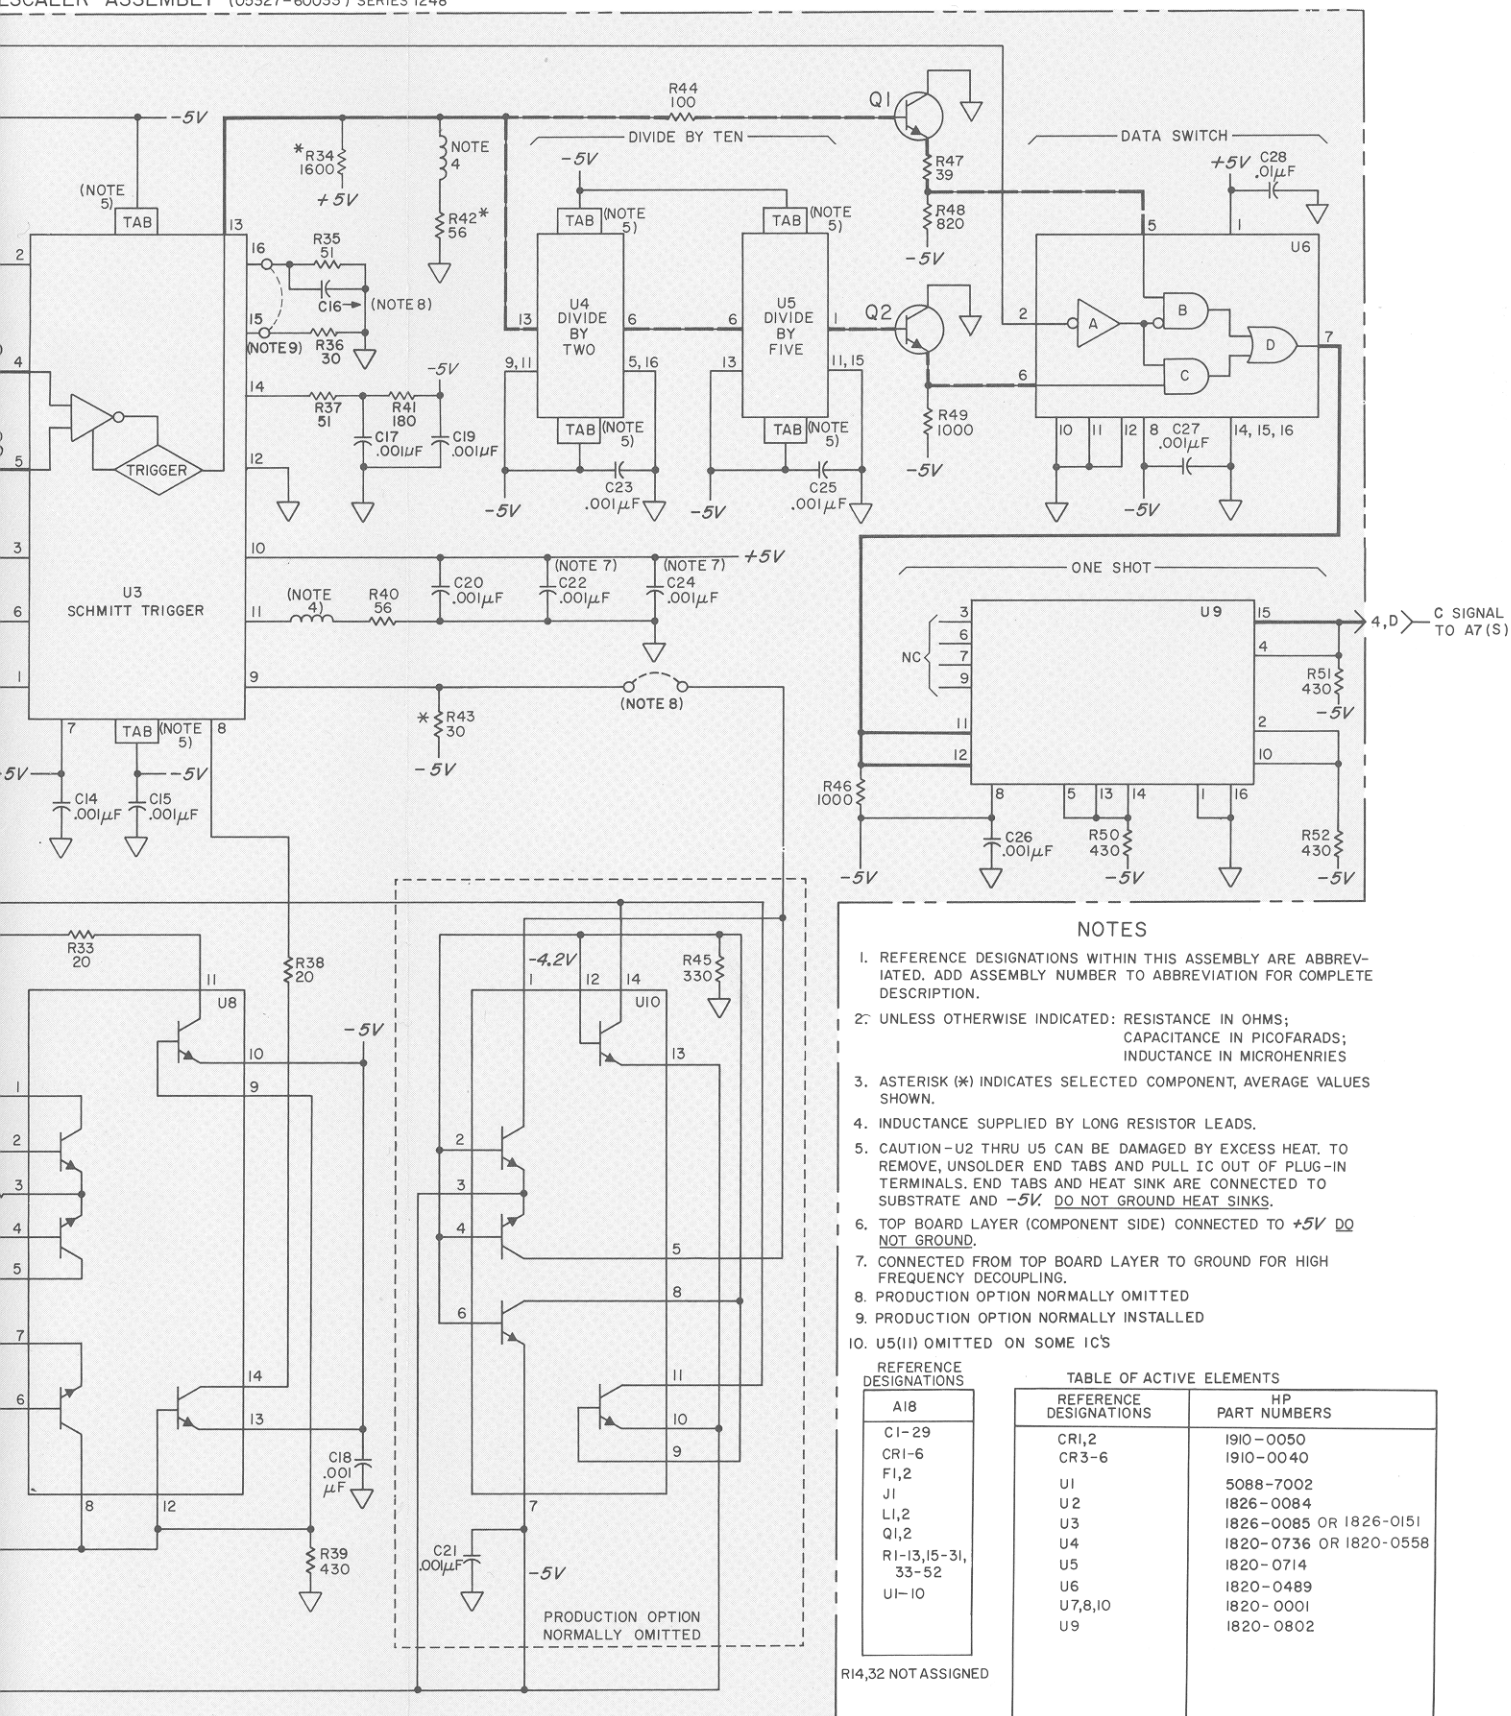 ESCALER ASSEMBLY (05327-60033) SERIES 1248
-5V
(NOTE
5)
TAB
13
2
16
R35
51
C16
(NOTE 8)
15
(NOTE 9)
R36
30
* R34
1600
+5V
NOTE
4
R42*
56
R44
100
DIVIDE BY TEN
-5V
TAB
(NOTE
5)
TAB
(NOTE
5)
U4
DIVIDE
BY
TWO
13
6
9,11
5,16
TAB
(NOTE
5)
C23
.001µF
-5V
U5
DIVIDE
BY
FIVE
6
1
13
11,15
TAB
(NOTE
5)
C25
.001µF
-5V
Q1
R47
39
R48
820
-5V
Q2
R49
1000
-5V
DATA SWITCH
+5V
C28
.01µF
5
1
U6
2
A
B
C
D
7
6
10
11
12
8
C27
.001µF
14,15,16
-5V
4
5
TRIGGER
14
R37
51
R41
180
-5V
C17
.001µF
C19
.001µF
12
3
10
U3
SCHMITT TRIGGER
(NOTE
4)
R40
56
11
C20
.001µF
(NOTE 7)
C22
.001µF
(NOTE 7)
C24
.001µF
+5V
6
1
9
(NOTE 8)
* R43
30
-5V
7
TAB
(NOTE
5)
8
-5V
-5V
C14
.001µF
C15
.001µF
ONE SHOT
U9
NC
3
6
7
9
11
12
15
4
2
10
4,D
C SIGNAL
TO A7(S)
R51
430
-5V
R46
1000
-5V
8
5
13
14
1
16
C26
.001µF
R50
430
-5V
R52
430
-5V
R33
20
11
U8
R38
20
-5V
10
9
1
2
3
4
5
7
6
14
13
8
12
C18
.001
µF
R39
430
-4.2V
R45
330
1
12
14
U10
13
2
3
4
5
8
6
11
10
9
7
C21
.001µF
-5V
PRODUCTION OPTION
NORMALLY OMITTED
NOTES
1. REFERENCE DESIGNATIONS WITHIN THIS ASSEMBLY ARE ABBREV-
IATED. ADD ASSEMBLY NUMBER TO ABBREVIATION FOR COMPLETE
DESCRIPTION.
2. UNLESS OTHERWISE INDICATED: RESISTANCE IN OHMS;
CAPACITANCE IN PICOFARADS;
INDUCTANCE IN MICROHENRIES
3. ASTERISK (*) INDICATES SELECTED COMPONENT, AVERAGE VALUES
SHOWN.
4. INDUCTANCE SUPPLIED BY LONG RESISTOR LEADS.
5. CAUTION-U2 THRU U5 CAN BE DAMAGED BY EXCESS HEAT. TO
REMOVE, UNSOLDER END TABS AND PULL IC OUT OF PLUG-IN
TERMINALS. END TABS AND HEAT SINK ARE CONNECTED TO
SUBSTRATE AND -5V. DO NOT GROUND HEAT SINKS.
6. TOP BOARD LAYER (COMPONENT SIDE) CONNECTED TO +5V DO
NOT GROUND.
7. CONNECTED FROM TOP BOARD LAYER TO GROUND FOR HIGH
FREQUENCY DECOUPLING.
8. PRODUCTION OPTION NORMALLY OMITTED
9. PRODUCTION OPTION NORMALLY INSTALLED
10. U5(11) OMITTED ON SOME IC'S
REFERENCE
DESIGNATIONS
A18
C1-29
CR1-6
F1,2
J1
L1,2
Q1,2
R1-13,15-31,
33-52
U1-10
R14,32 NOT ASSIGNED
TABLE OF ACTIVE ELEMENTS
REFERENCE
DESIGNATIONS
HP
PART NUMBERS
CR1,2 1910-0050
CR3-6 1910-0040
U1 5088-7002
U2 1826-0084
U3 1826-0085 OR 1826-0151
U4 1820-0736 OR 1820-0558
U5 1820-0714
U6 1820-0489
U7,8,10 1820-0001
U9 1820-0802